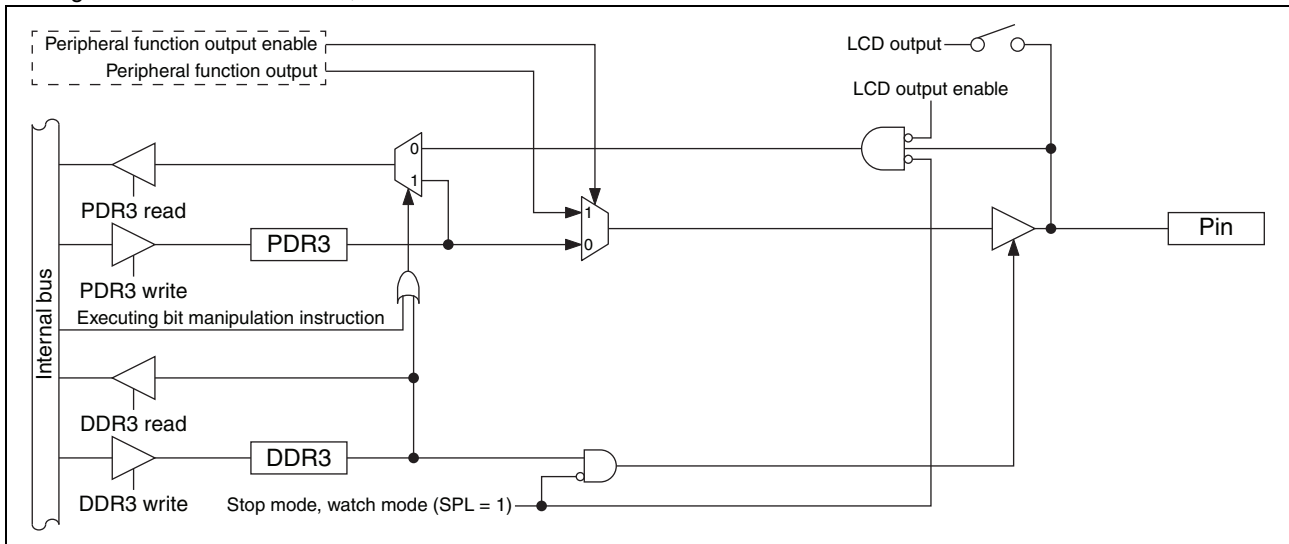 Peripheral function output enable
Peripheral function output
LCD output
LCD output enable
0
1
PDR3 read
1
PDR3
0
Pin
PDR3 write
Executing bit manipulation instruction
Internal bus
DDR3 read
DDR3
DDR3 write
Stop mode, watch mode (SPL = 1)